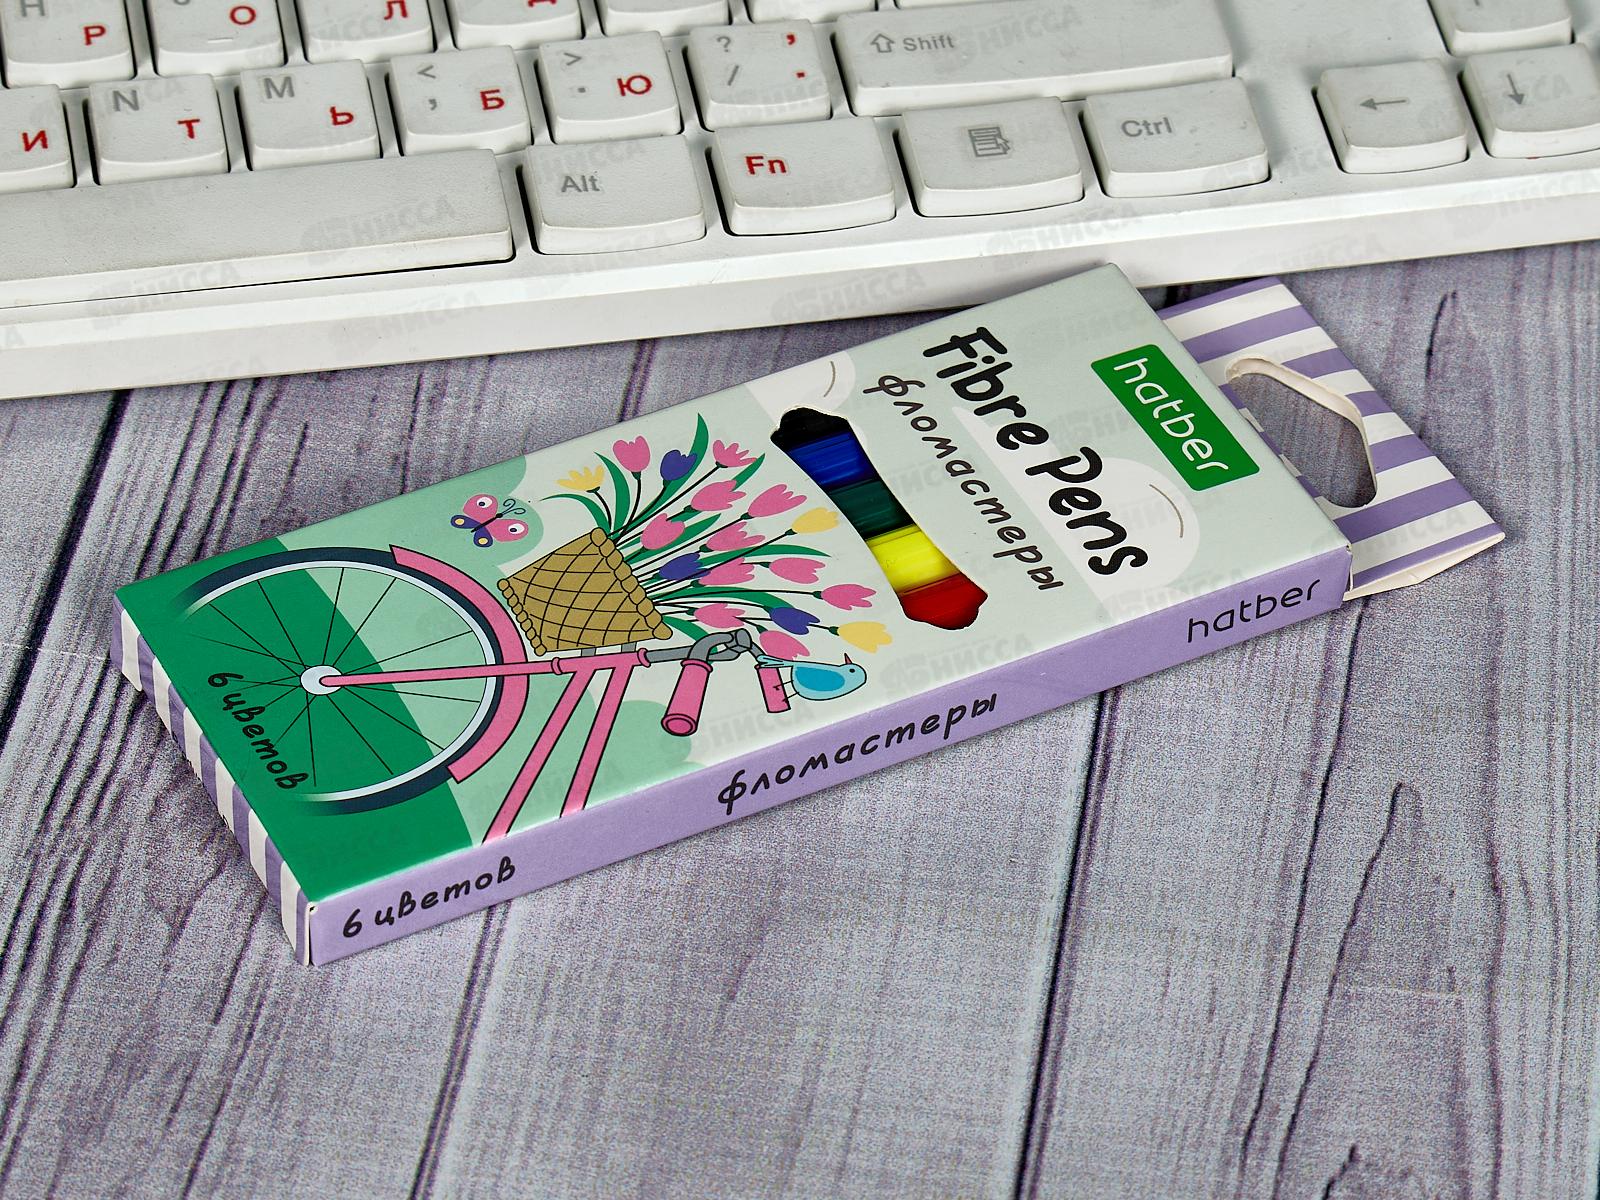 Н Р
О
Л
Д
И
N Т
M Ь
< , Б
> . Ю
? / , .
⇧ Shift
←
↓
Alt
Fn
Ctrl
hatber
Fibre Pens
фломастеры
6 цветов
6 цветов
фломастеры
hatber